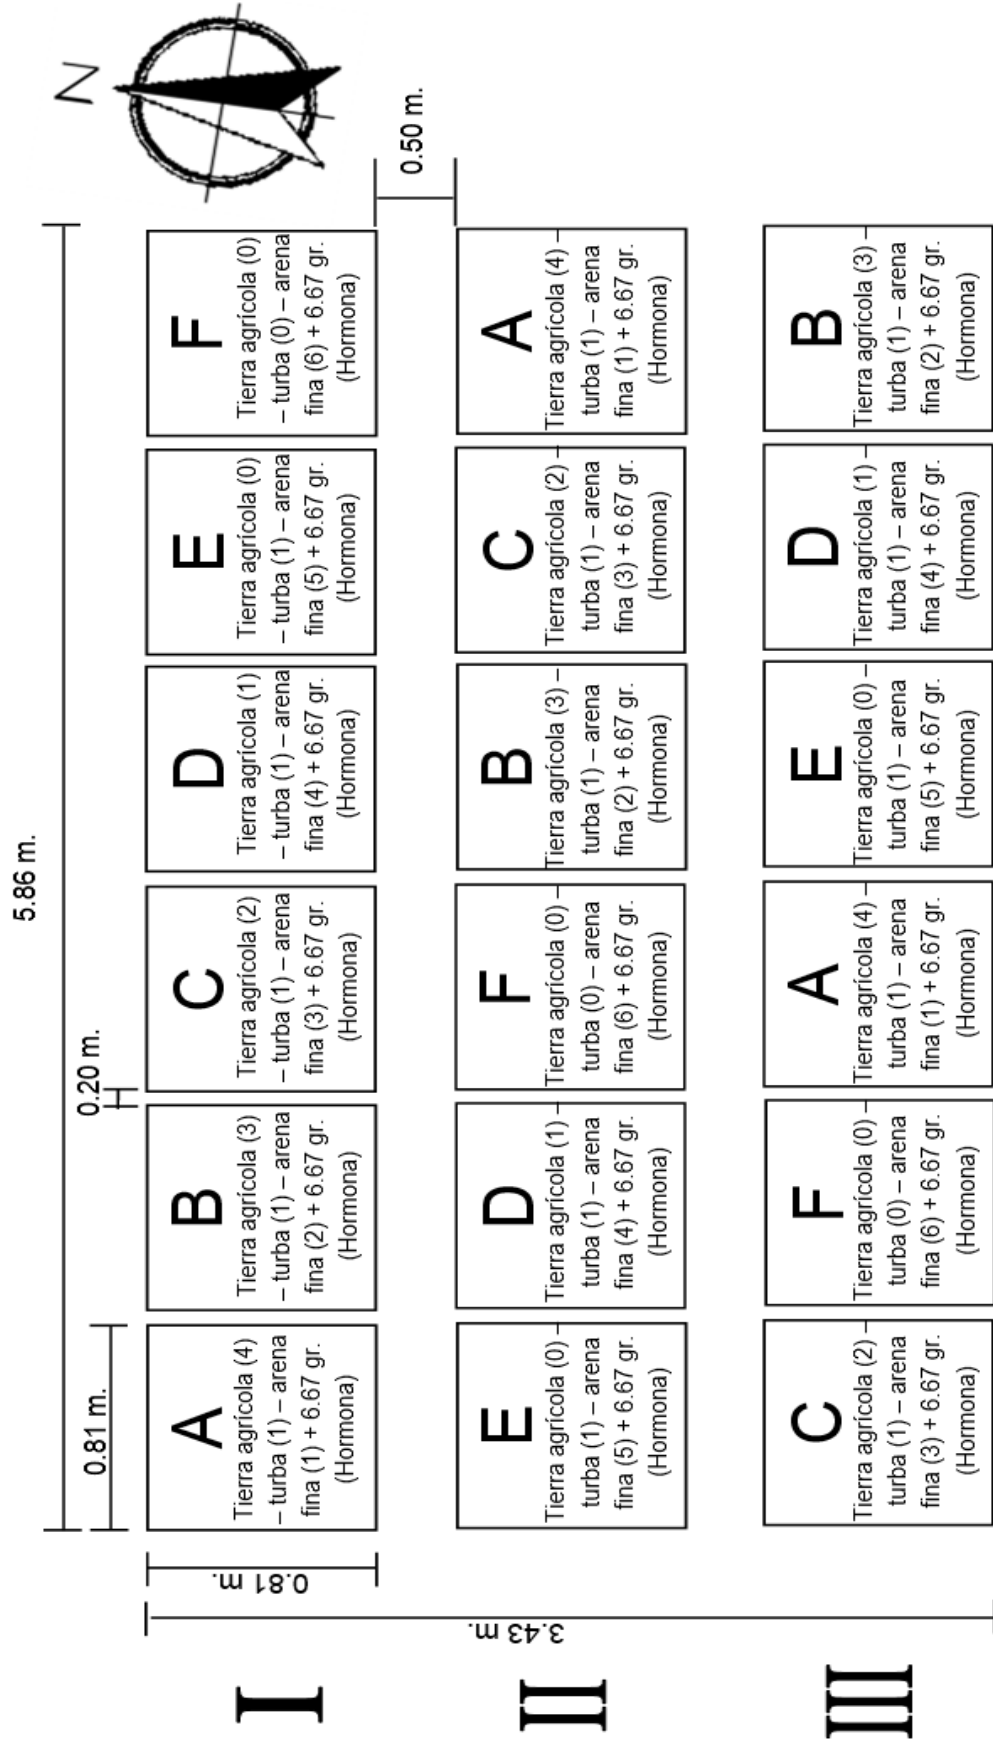 5.86 m.
N
0.81 m.
0.20 m.
0.50 m.
0.81 m.
3.43 m.
I
A
Tierra agrícola (4)
– turba (1) – arena
fina (1) + 6.67 gr.
(Hormona)
B
Tierra agrícola (3)
– turba (1) – arena
fina (2) + 6.67 gr.
(Hormona)
C
Tierra agrícola (2)
– turba (1) – arena
fina (3) + 6.67 gr.
(Hormona)
D
Tierra agrícola (1)
– turba (1) – arena
fina (4) + 6.67 gr.
(Hormona)
E
Tierra agrícola (0)
– turba (1) – arena
fina (5) + 6.67 gr.
(Hormona)
F
Tierra agrícola (0)
– turba (0) – arena
fina (6) + 6.67 gr.
(Hormona)
II
E
Tierra agrícola (0) –
turba (1) – arena
fina (5) + 6.67 gr.
(Hormona)
D
Tierra agrícola (1) –
turba (1) – arena
fina (4) + 6.67 gr.
(Hormona)
F
Tierra agrícola (0) –
turba (0) – arena
fina (6) + 6.67 gr.
(Hormona)
B
Tierra agrícola (3) –
turba (1) – arena
fina (2) + 6.67 gr.
(Hormona)
C
Tierra agrícola (2) –
turba (1) – arena
fina (3) + 6.67 gr.
(Hormona)
A
Tierra agrícola (4) –
turba (1) – arena
fina (1) + 6.67 gr.
(Hormona)
III
C
Tierra agrícola (2) –
turba (1) – arena
fina (3) + 6.67 gr.
(Hormona)
F
Tierra agrícola (0) –
turba (0) – arena
fina (6) + 6.67 gr.
(Hormona)
A
Tierra agrícola (4) –
turba (1) – arena
fina (1) + 6.67 gr.
(Hormona)
E
Tierra agrícola (0) –
turba (1) – arena
fina (5) + 6.67 gr.
(Hormona)
D
Tierra agrícola (1) –
turba (1) – arena
fina (4) + 6.67 gr.
(Hormona)
B
Tierra agrícola (3) –
turba (1) – arena
fina (2) + 6.67 gr.
(Hormona)